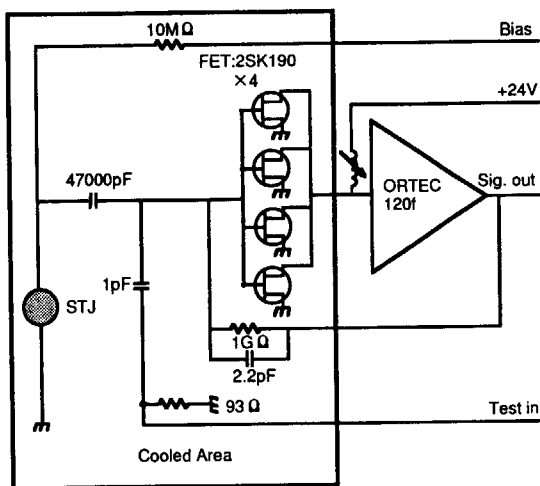 10MΩ
Bias
FET:2SK190
×4
+24V
47000pF
ORTEC
120f
Sig. out
1pF
STJ
1GΩ
2.2pF
93Ω
Test in
Cooled Area